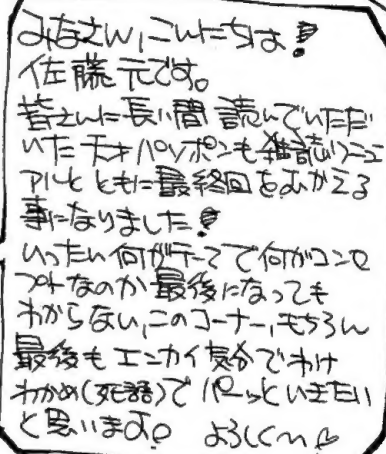 みなさん,こんにちは!
佐藤 元です。
皆さんに長い間 読んでいただ
いた 天才バンポンも 雑誌リニュー
アルと ともに 最終回を おかえる
事になりました!
いったい何がテーマで何がコンセ
プトなのか最後になっても
わからない,このコーナー,もちろん
最後もエンカイ気分でわけ
わかめ(死語)でパーっといきたい
と思います。 よろしく〜